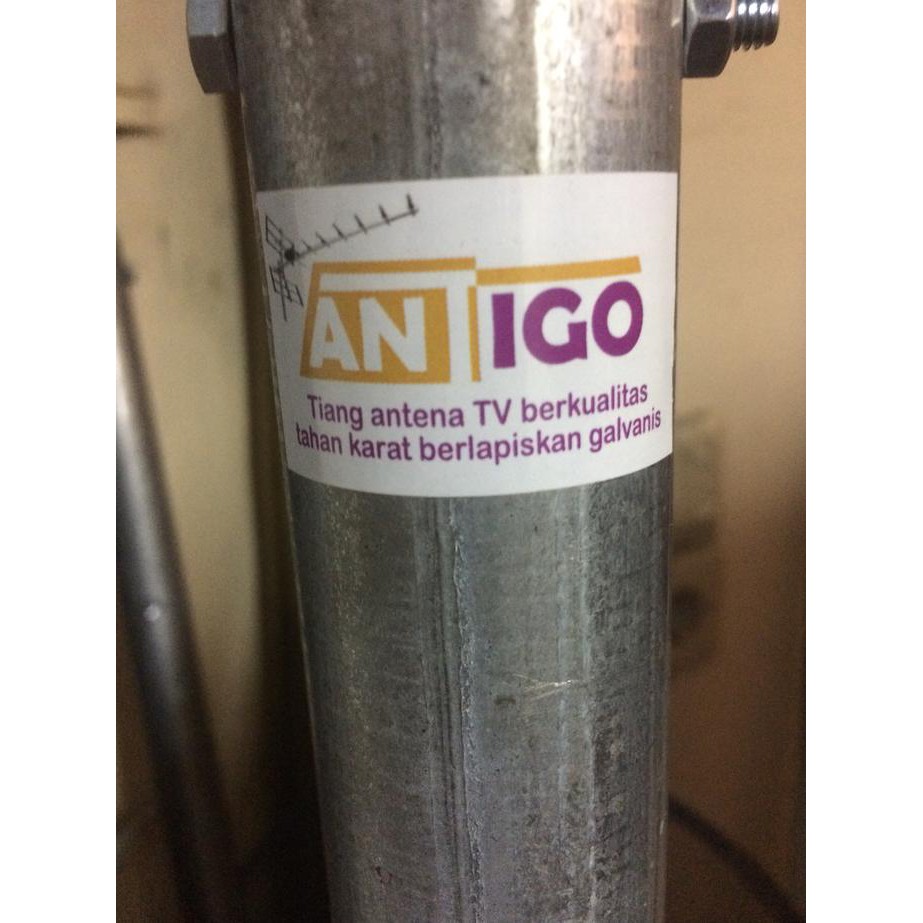 ANTIGO
Tiang antena TV berkualitas
tahan karat berlapiskan galvanis